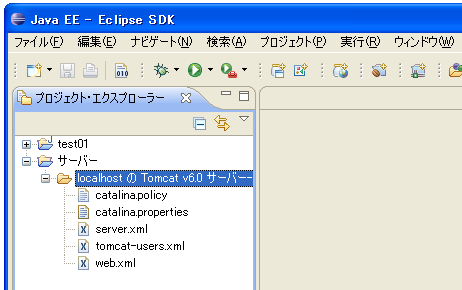 Java EE - Eclipse SDK
ファイル(F) 編集(E) ナビゲート(N) 検索(A) プロジェクト(P) 実行(R) ウィンドウ(W)
010
プロジェクト・エクスプローラー
test01
サーバー
localhost の Tomcat v6.0 サーバー
catalina.policy
catalina.properties
server.xml
tomcat-users.xml
web.xml